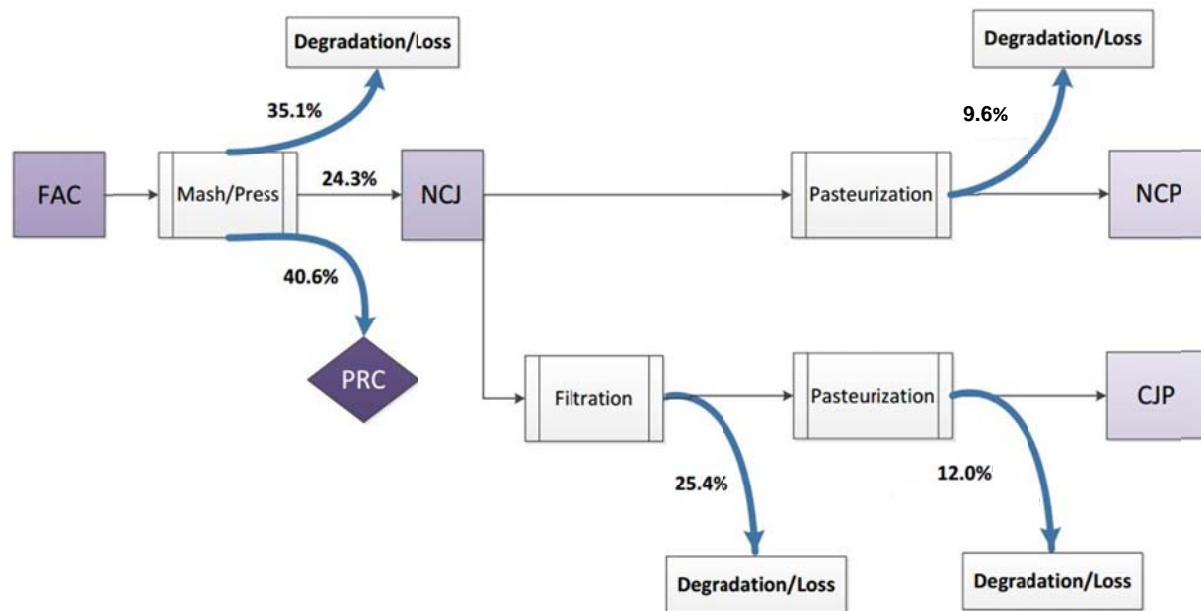 Degradation/Loss
Degradation/Loss
35.1%
9.6%
FAC
Mash/Press
24.3%
NCJ
Pasteurization
NCP
40.6%
PRC
Filtration
Pasteurization
CJP
25.4%
12.0%
Degradation/Loss
Degradation/Loss